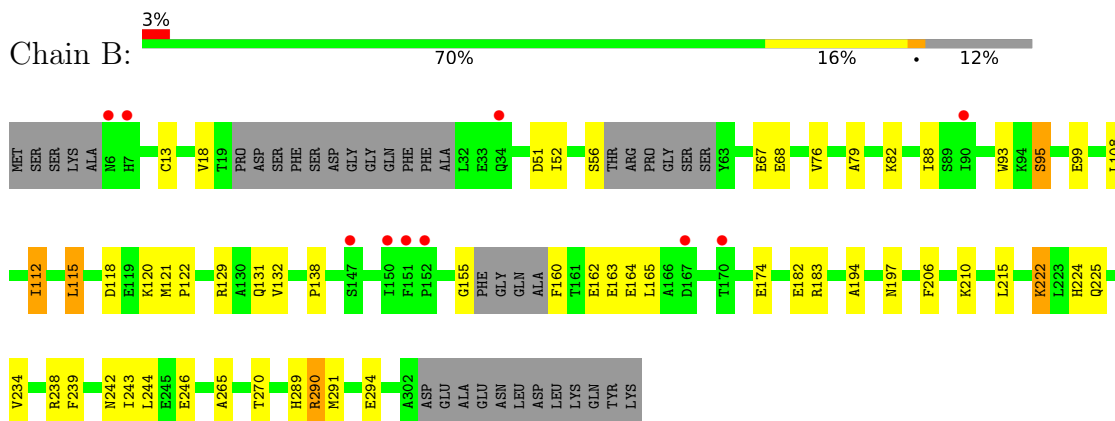 3%
Chain B:
70% 16% • 12%
MET SER SER LYS ALA N6 H7 C13 V18 T19 PRO ASP SER PHE SER ASP GLY GLY GLN PHE PHE ALA L32 E33 Q34 D51 I52 S56 THR ARG PRO GLY SER SER Y63 E67 E68 V76 A79 K82 I88 S89 I90 W93 K94 S95 E99 L108
I112 L115 D118 E119 K120 M121 P122 R129 A130 Q131 V132 P138 S147 I150 F151 P152 G155 PHE GLY GLN ALA F160 T161 E162 E163 E164 L165 A166 D167 T170 E174 E182 R183 A194 N197 F206 K210 L215 K222 L223 H224 Q225
V234 R238 F239 N242 I243 L244 E245 E246 A265 T270 H289 R290 M291 E294 A302 ASP GLU ALA GLU ASN LEU ASP LEU LYS GLN TYR LYS